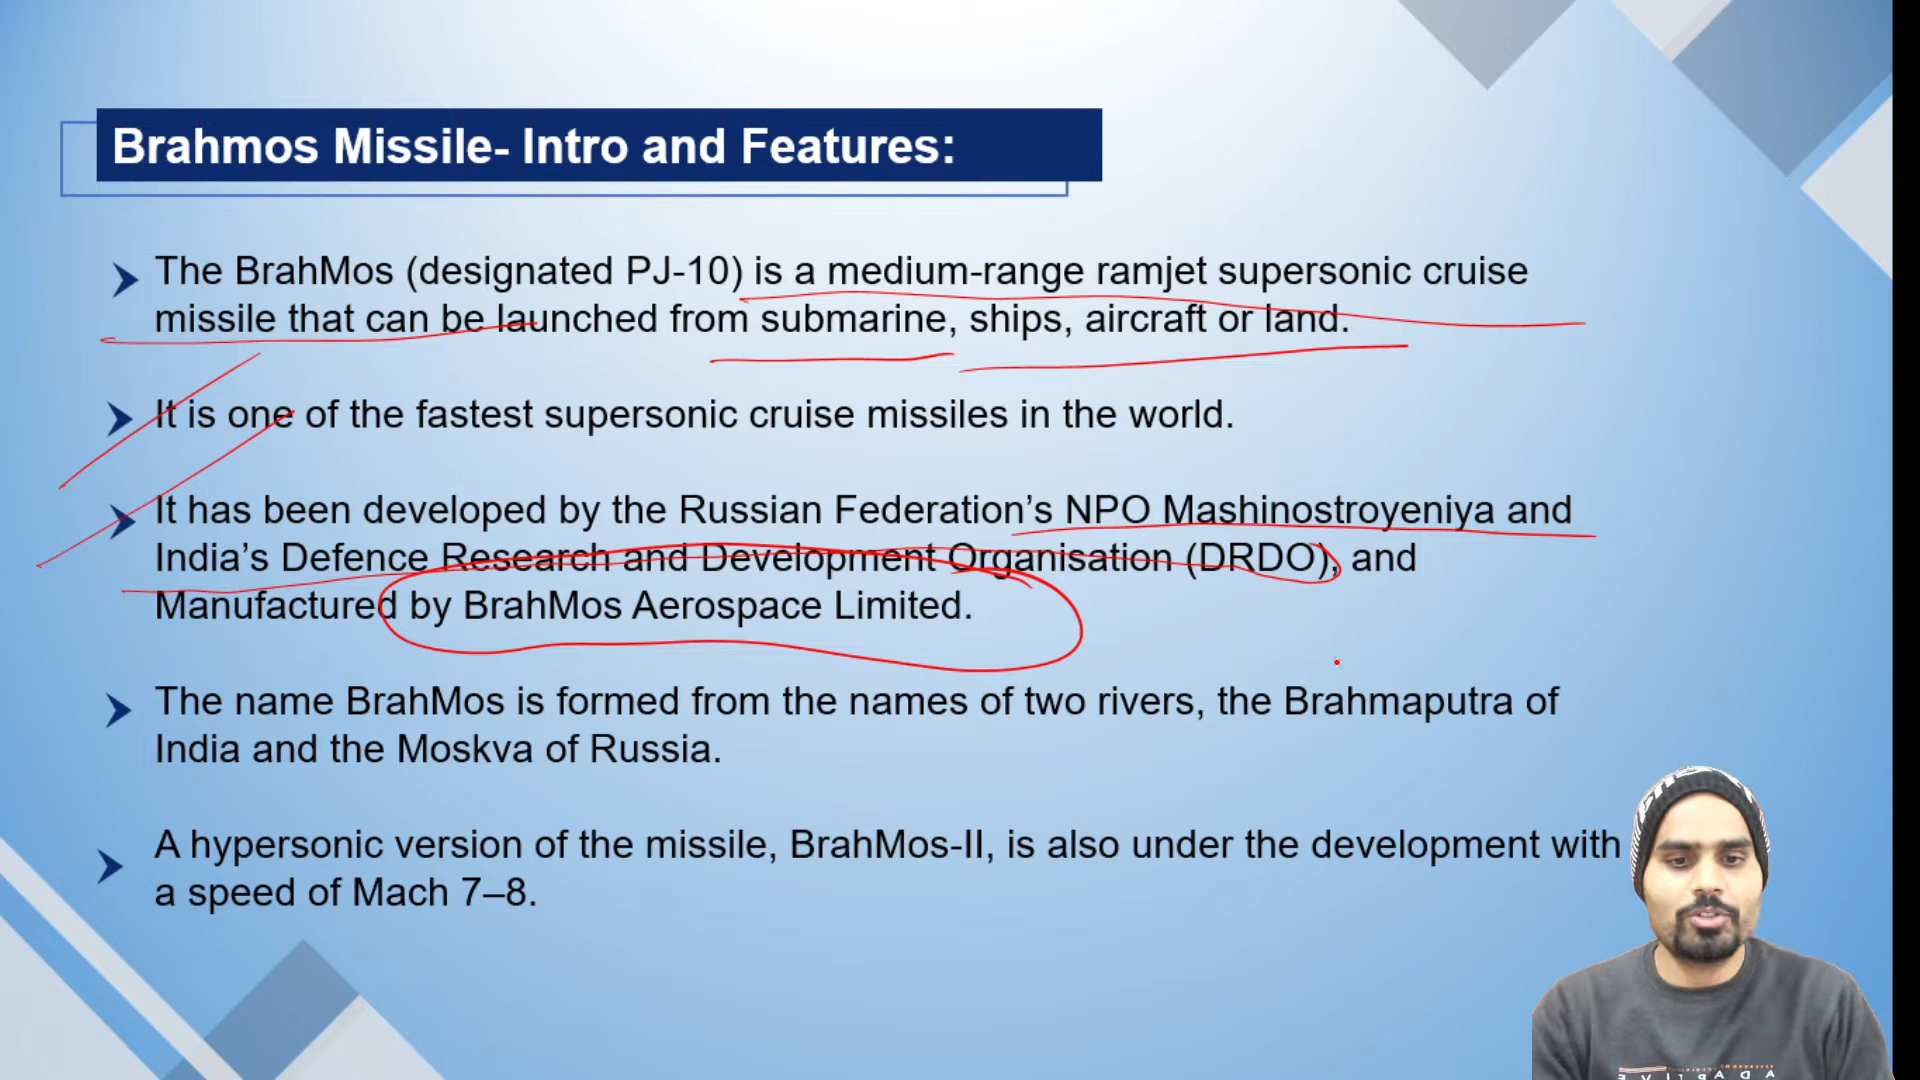 Brahmos Missile- Intro and Features:
The BrahMos (designated PJ-10) is a medium-range ramjet supersonic cruise
missile that can be launched from submarine, ships, aircraft or land.
It is one of the fastest supersonic cruise missiles in the world.
It has been developed by the Russian Federation’s NPO Mashinostroyeniya and
India’s Defence Research and Development Organisation (DRDO), and
Manufactured by BrahMos Aerospace Limited.
The name BrahMos is formed from the names of two rivers, the Brahmaputra of
India and the Moskva of Russia.
A hypersonic version of the missile, BrahMos-II, is also under the development with
a speed of Mach 7–8.